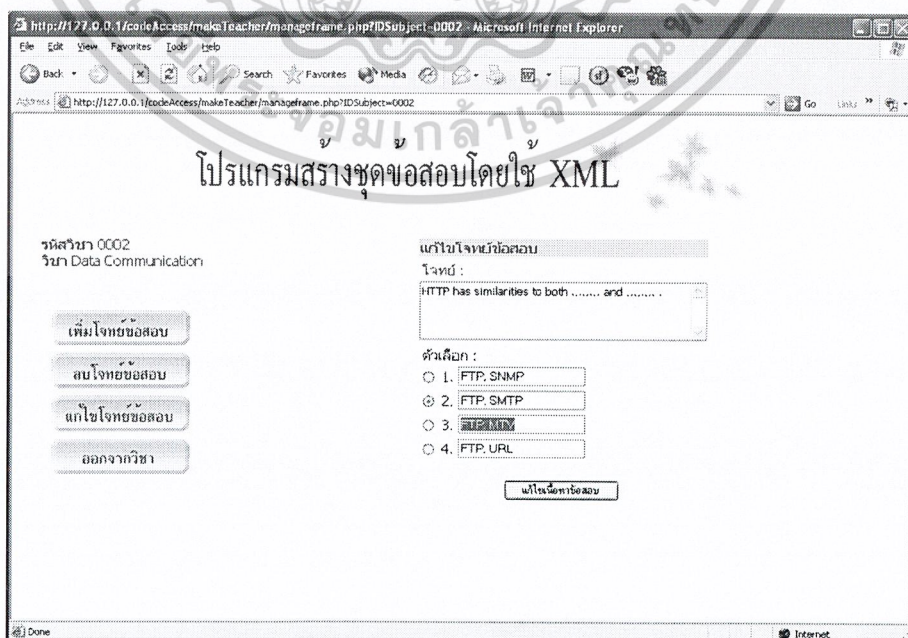 http://127.0.0.1/codeAccess/makeTeacher/manageframe.php?IDSubject=0002 - Microsoft Internet Explorer
File Edit View Favorites Tools Help
Back Search Favorites Media
Address http://127.0.0.1/codeAccess/makeTeacher/manageframe.php?IDSubject=0002 Go Links
โปรแกรมสร้างชุดข้อสอบโดยใช้ XML
รหัสวิชา 0002
วิชา Data Communication
เพิ่มโจทย์ข้อสอบ
ลบโจทย์ข้อสอบ
แก้ไขโจทย์ข้อสอบ
ออกจากวิชา
แก้ไขโจทย์ข้อสอบ
โจทย์ :
HTTP has similarities to both ........ and ........ .
ตัวเลือก :
1. FTP, SNMP
2. FTP, SMTP
3. FTP, MTV
4. FTP, URL
แก้ไขเนื้อหาข้อสอบ
Done Internet